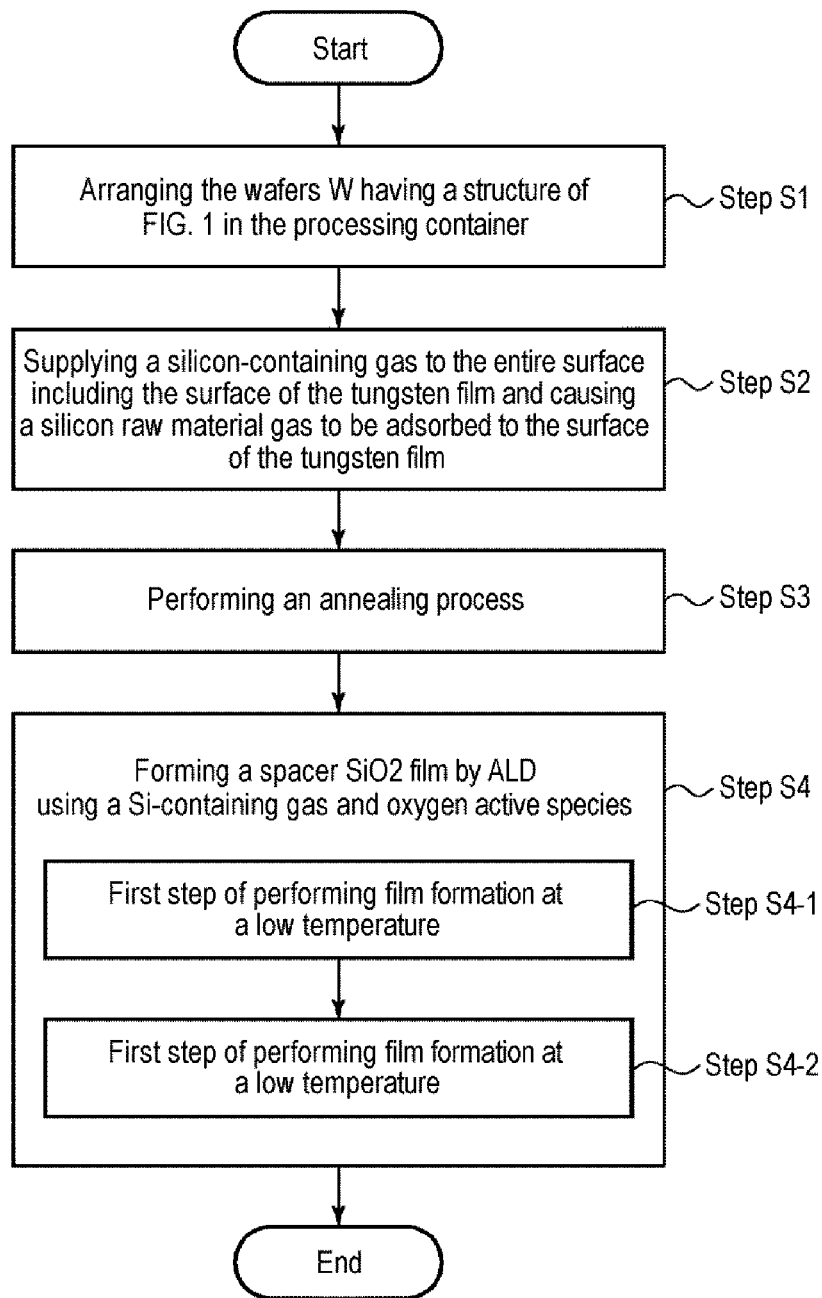 Start
Arranging the wafers W having a structure of
FIG. 1 in the processing container
Step S1
Supplying a silicon-containing gas to the entire surface
including the surface of the tungsten film and causing
a silicon raw material gas to be adsorbed to the surface
of the tungsten film
Step S2
Performing an annealing process
Step S3
Forming a spacer SiO2 film by ALD
using a Si-containing gas and oxygen active species
Step S4
First step of performing film formation at
a low temperature
Step S4-1
First step of performing film formation at
a low temperature
Step S4-2
End